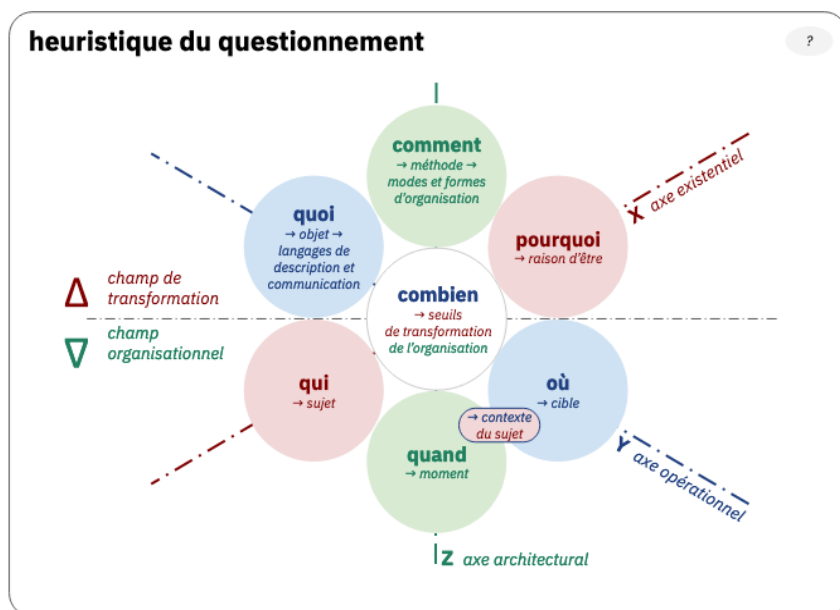 heuristique du questionnement
?
comment
→ méthode →
modes et formes
d'organisation
quoi
→ objet →
langages de
description et
communication
pourquoi
→ raison d'être
X axe existentiel
combien
→ seuils
de transformation
de l'organisation
Δ champ de
transformation
∇ champ
organisationnel
qui
→ sujet
où
→ cible
→ contexte
du sujet
quand
→ moment
Y axe opérationnel
Z axe architectural